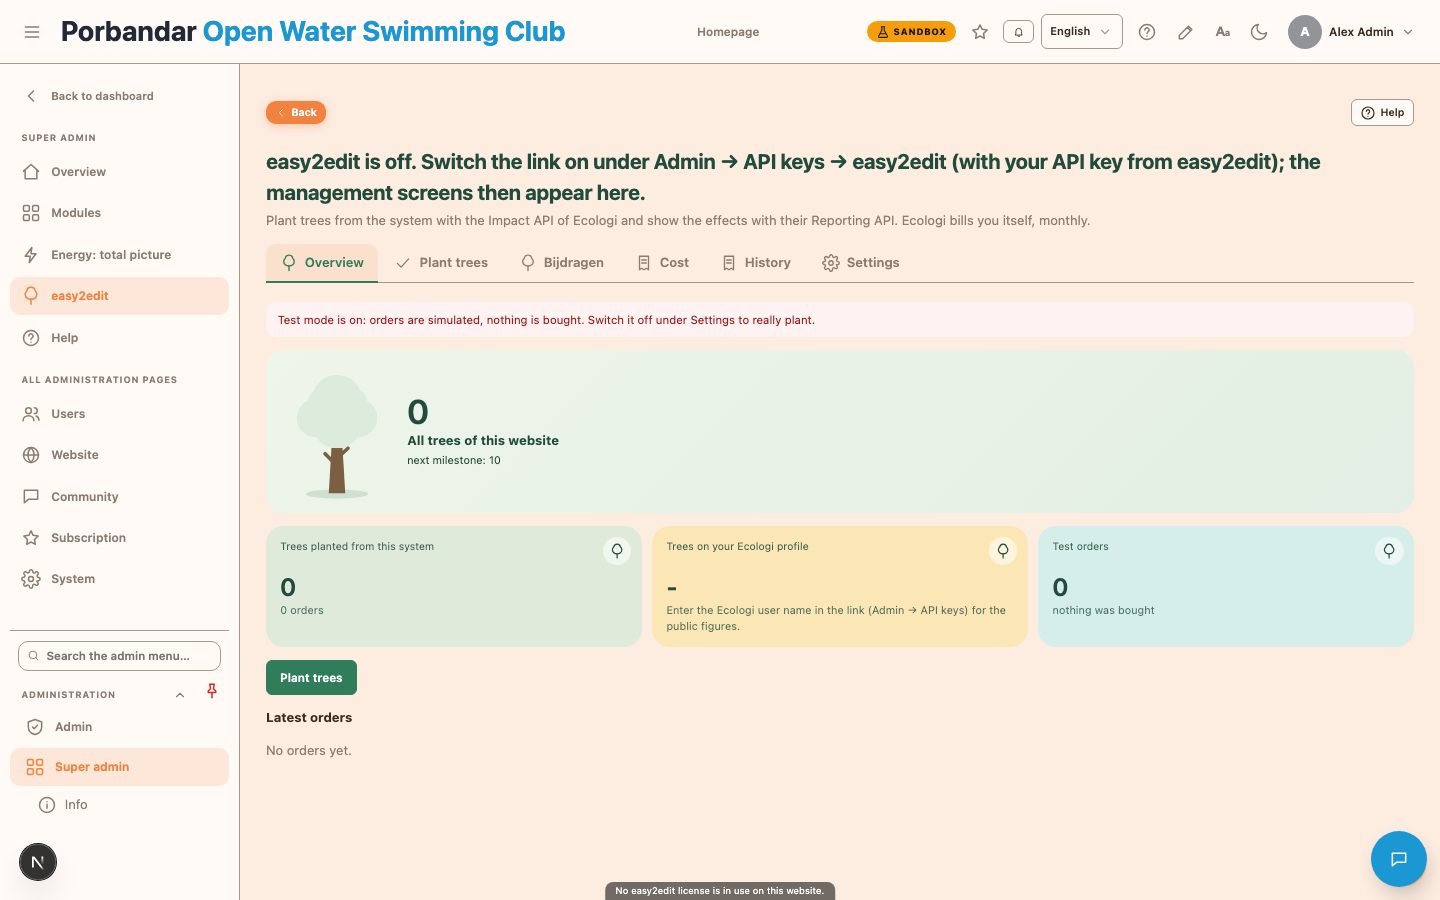 Porbandar Open Water Swimming Club
Homepage
SANDBOX
English
Aa
A
Alex Admin
Back to dashboard
SUPER ADMIN
Overview
Modules
Energy: total picture
easy2edit
Help
ALL ADMINISTRATION PAGES
Users
Website
Community
Subscription
System
Search the admin menu...
ADMINISTRATION
Admin
Super admin
Info
N
Back
Help
easy2edit is off. Switch the link on under Admin → API keys → easy2edit (with your API key from easy2edit); the
management screens then appear here.
Plant trees from the system with the Impact API of Ecologi and show the effects with their Reporting API. Ecologi bills you itself, monthly.
Overview
Plant trees
Bijdragen
Cost
History
Settings
Test mode is on: orders are simulated, nothing is bought. Switch it off under Settings to really plant.
0
All trees of this website
next milestone: 10
Trees planted from this system
0
0 orders
Trees on your Ecologi profile
-
Enter the Ecologi user name in the link (Admin → API keys) for the
public figures.
Test orders
0
nothing was bought
Plant trees
Latest orders
No orders yet.
No easy2edit license is in use on this website.